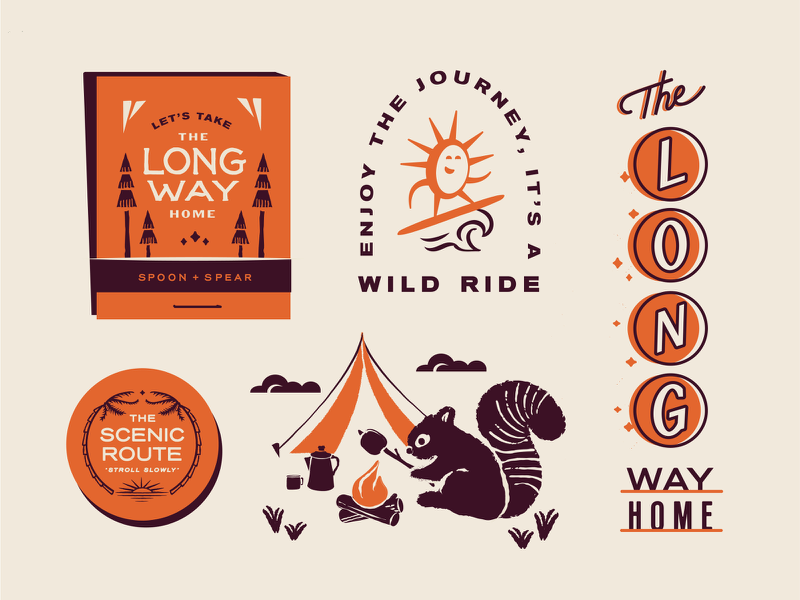 LET'S TAKE
THE
LONG
WAY
HOME
SPOON + SPEAR
ENJOY THE JOURNEY, IT'S A
WILD RIDE
The
L
O
N
G
WAY
HOME
THE
SCENIC
ROUTE
"STROLL SLOWLY"